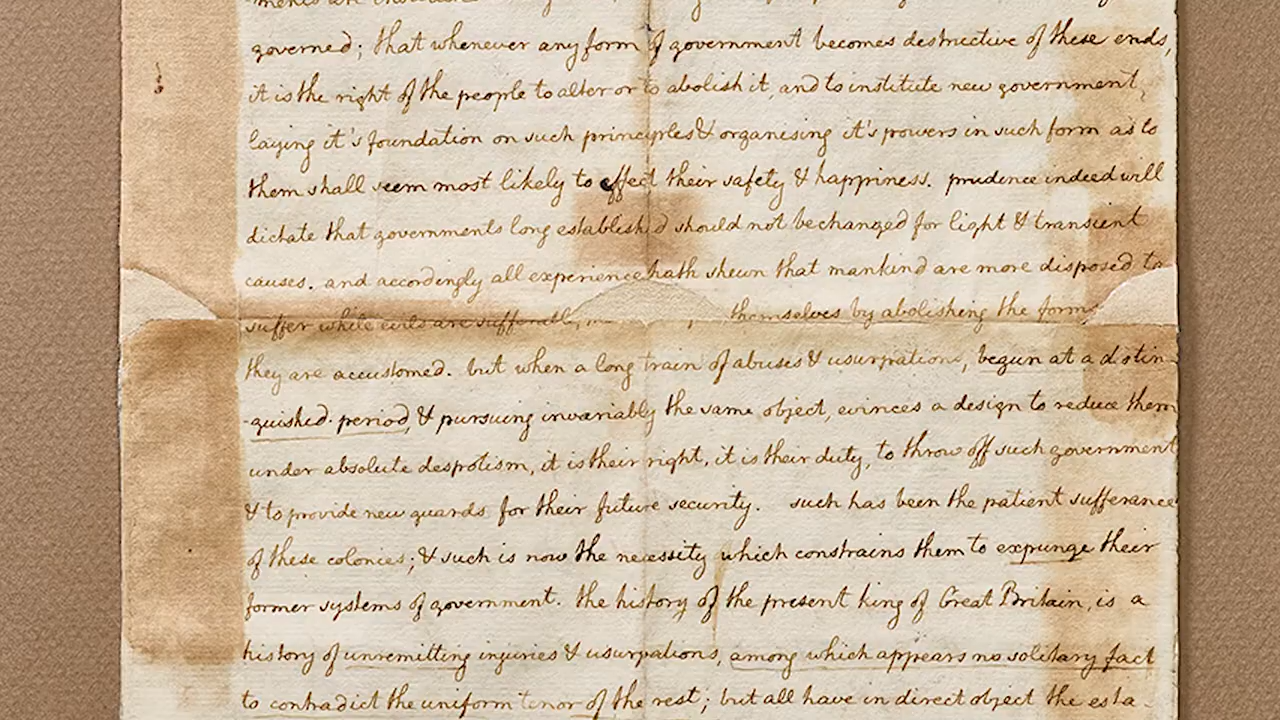 governed; that whenever any form of government becomes destructive of these ends,
it is the right of the people to alter or to abolish it, and to institute new government,
laying it's foundation on such principles & organising it's powers in such form as to
them shall seem most likely to effect their safety & happiness. prudence indeed will
dictate that governments long established should not be changed for light & transient
causes. and accordingly all experience hath shewn that mankind are more disposed to
suffer while evils are sufferable, themselves by abolishing the forms
they are accustomed. but when a long train of abuses & usurpations, begun at a distin
-guished period, & pursuing invariably the same object, evinces a design to reduce them
under absolute despotism, it is their right, it is their duty, to throw off such government
& to provide new guards for their future security. such has been the patient sufferance
of these colonies; & such is now the necessity which constrains them to expunge their
former systems of government. the history of the present king of Great Britain, is a
history of unremitting injuries & usurpations, among which appears no solitary fact
to contradict the uniform tenor of the rest; but all have in direct object the esta-